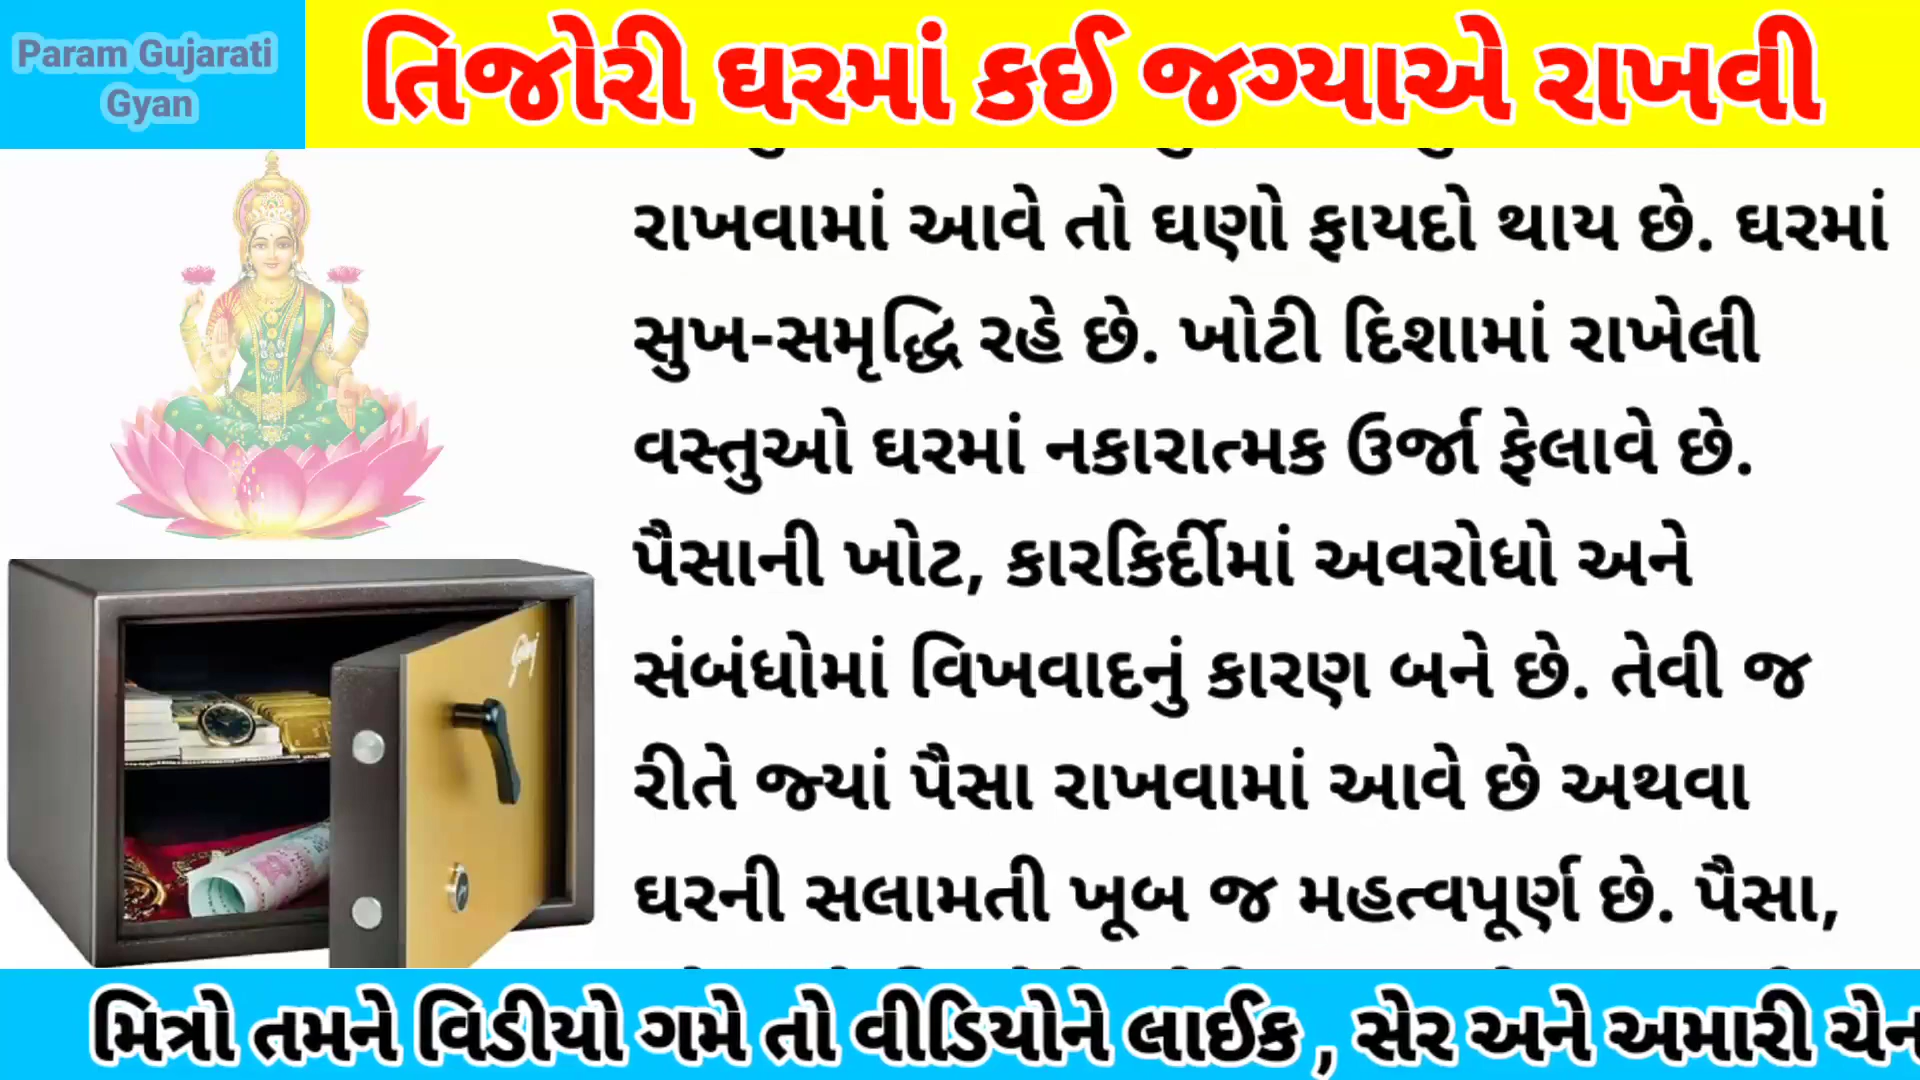 Param Gujarati
Gyan
તિજોરી ઘરમાં કઈ જગ્યાએ રાખવી
રાખવામાં આવે તો ઘણો ફાયદો થાય છે. ઘરમાં
સુખ-સમૃદ્ધિ રહે છે. ખોટી દિશામાં રાખેલી
વસ્તુઓ ઘરમાં નકારાત્મક ઉર્જા ફેલાવે છે.
પૈસાની ખોટ, કારકિર્દીમાં અવરોધો અને
સંબંધોમાં વિખવાદનું કારણ બને છે. તેવી જ
રીતે જ્યાં પૈસા રાખવામાં આવે છે અથવા
ઘરની સલામતી ખૂબ જ મહત્વપૂર્ણ છે. પૈસા,
Godrej
મિત્રો તમને વિડીયો ગમે તો વીડિયોને લાઈક , સેર અને અમારી ચેન